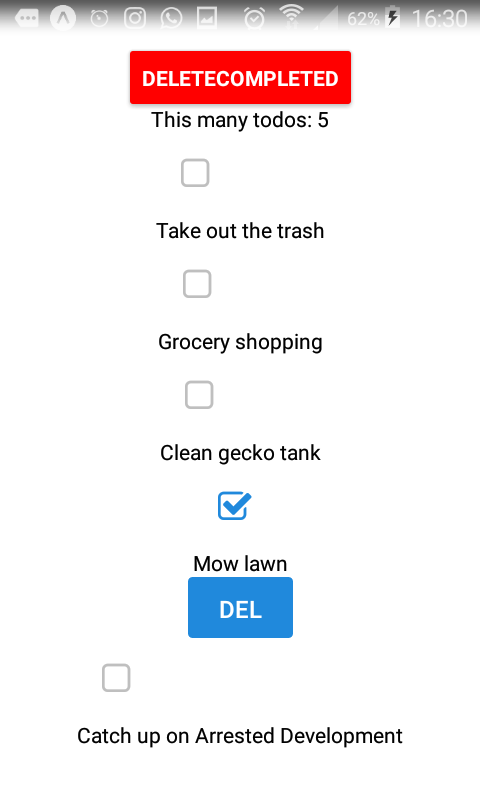 62% 16:30
DELETECOMPLETED
This many todos: 5
Take out the trash
Grocery shopping
Clean gecko tank
Mow lawn
DEL
Catch up on Arrested Development